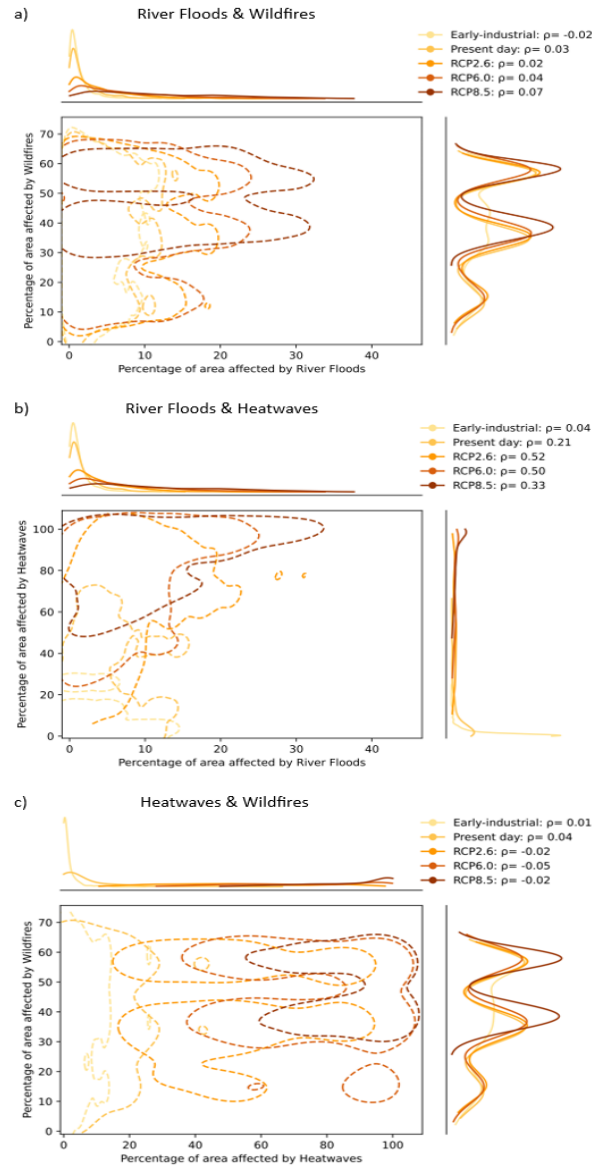 a)
River Floods & Wildfires
Early-industrial: ρ= -0.02
Present day: ρ= 0.03
RCP2.6: ρ= 0.02
RCP6.0: ρ= 0.04
RCP8.5: ρ= 0.07
Percentage of area affected by Wildfires
70
60
50
40
30
20
10
0
0 10 20 30 40
Percentage of area affected by River Floods
b)
River Floods & Heatwaves
Early-industrial: ρ= 0.04
Present day: ρ= 0.21
RCP2.6: ρ= 0.52
RCP6.0: ρ= 0.50
RCP8.5: ρ= 0.33
Percentage of area affected by Heatwaves
100
80
60
40
20
0
0 10 20 30 40
Percentage of area affected by River Floods
c)
Heatwaves & Wildfires
Early-industrial: ρ= 0.01
Present day: ρ= 0.04
RCP2.6: ρ= -0.02
RCP6.0: ρ= -0.05
RCP8.5: ρ= -0.02
Percentage of area affected by Wildfires
70
60
50
40
30
20
10
0
0 20 40 60 80 100
Percentage of area affected by Heatwaves